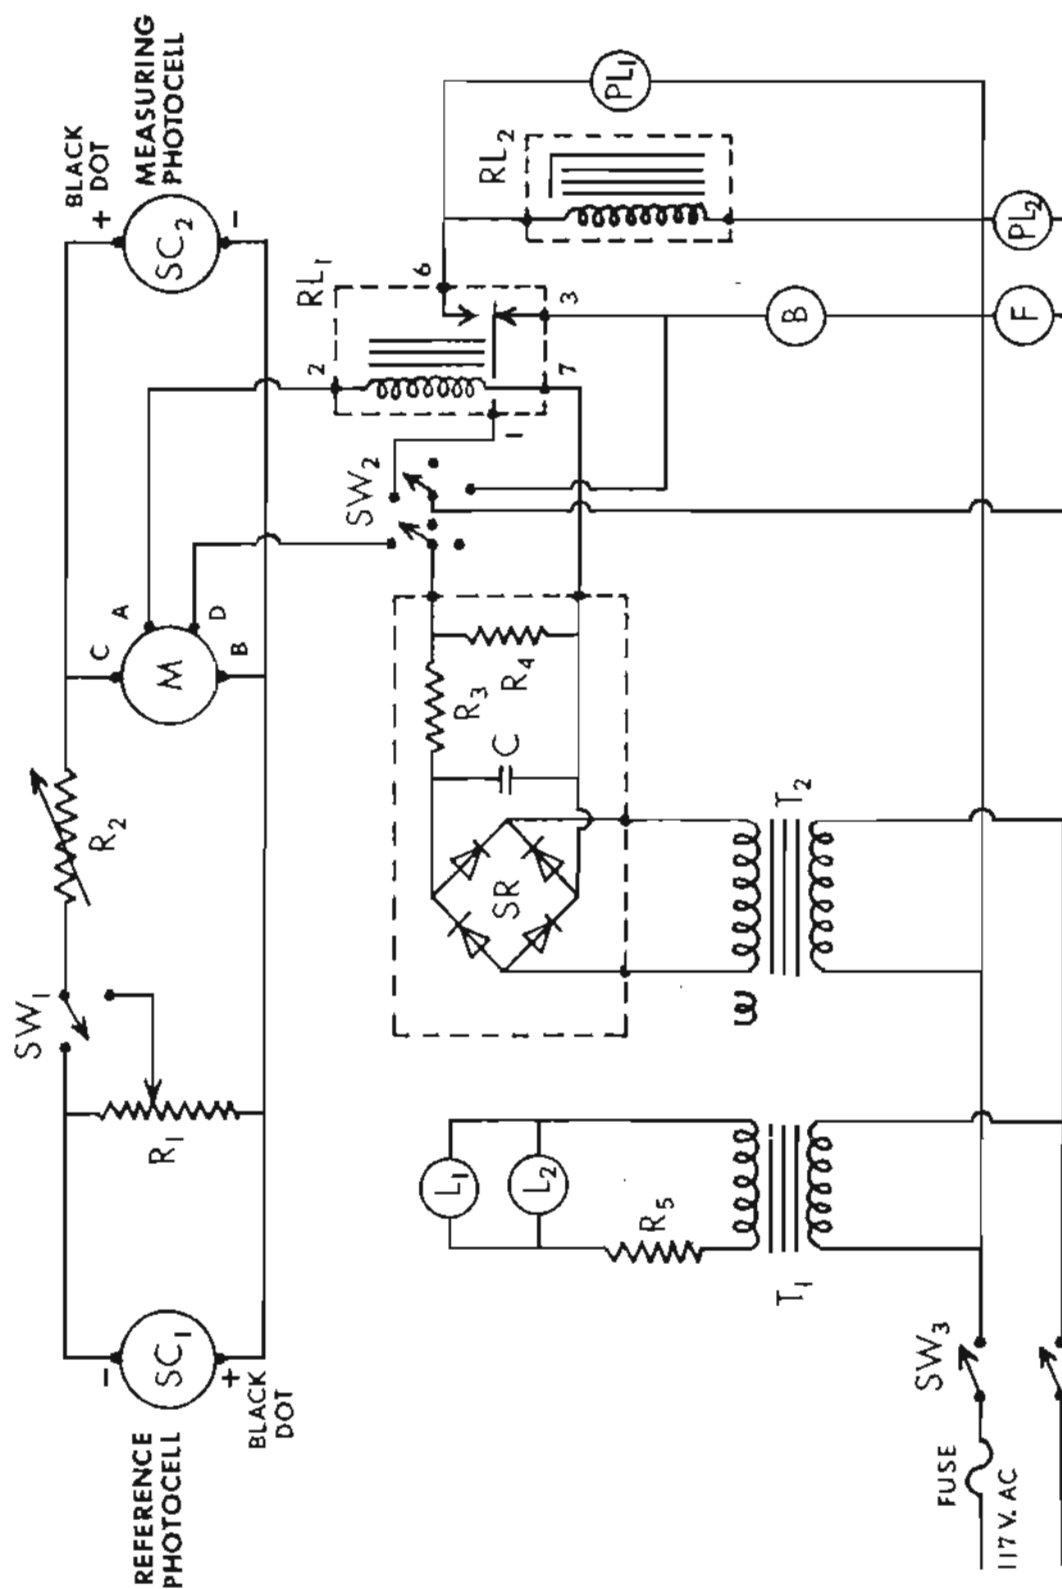 REFERENCE
PHOTOCELL
SC1
−
+
BLACK
DOT
SW1
R1
R2
C
A
M
D
B
BLACK
DOT
+
MEASURING
PHOTOCELL
SC2
−
L1
L2
R5
T1
SR
C
R3
R4
T2
SW2
2
RL1
6
1
7
3
RL2
PL1
B
F
PL2
FUSE
SW3
117 V. AC